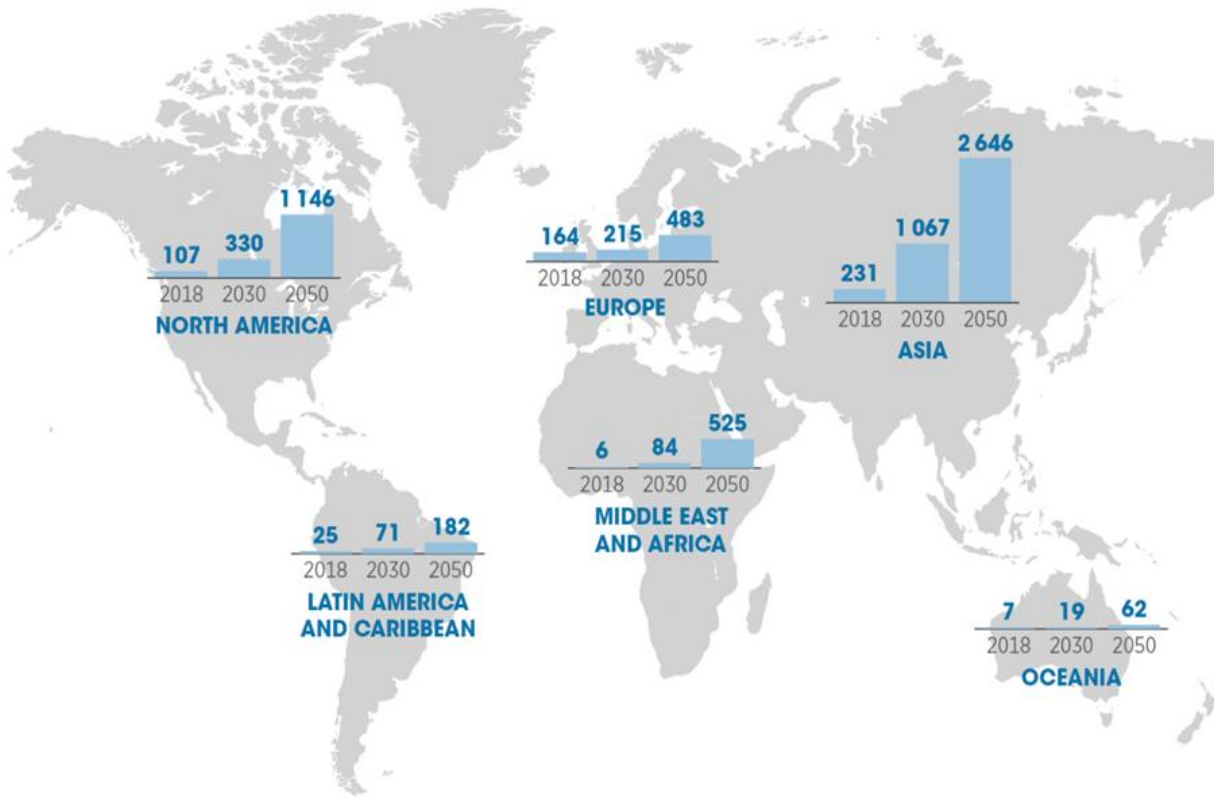 1 146
107 330
2018 2030 2050
NORTH AMERICA
164 215 483
2018 2030 2050
EUROPE
2 646
1 067
231
2018 2030 2050
ASIA
6 84 525
2018 2030 2050
MIDDLE EAST
AND AFRICA
25 71 182
2018 2030 2050
LATIN AMERICA
AND CARIBBEAN
7 19 62
2018 2030 2050
OCEANIA